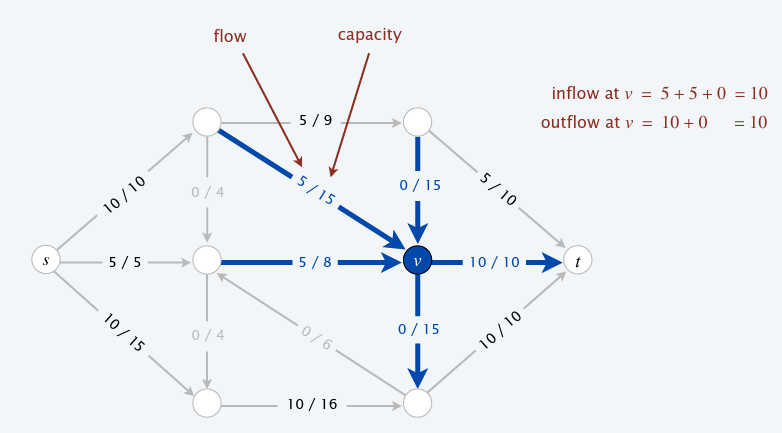 flow
capacity
inflow at v = 5 + 5 + 0 = 10
outflow at v = 10 + 0 = 10
5 / 9
5 / 15
10 / 10
0 / 4
0 / 15
5 / 10
s
5 / 5
5 / 8
v
10 / 10
t
10 / 15
0 / 4
0 / 6
0 / 15
10 / 10
10 / 16